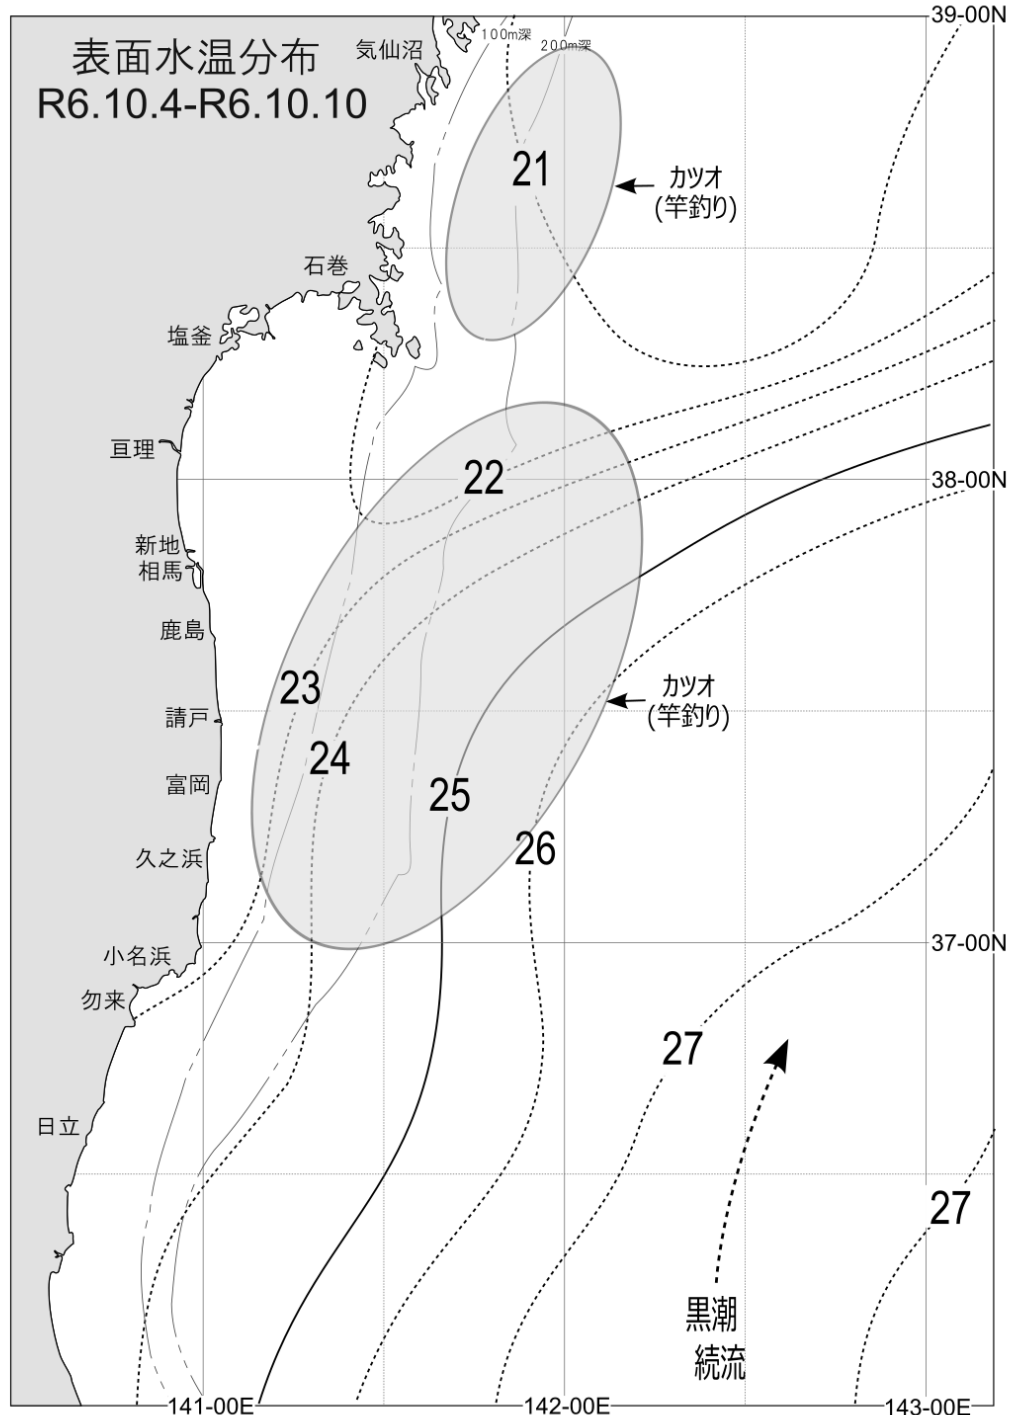 39-00N
100m深
200m深
表面水温分布
気仙沼
R6.10.4-R6.10.10
21
カツオ
(竿釣り)
石巻
塩釜
亘理
22
38-00N
新地
相馬
鹿島
23
カツオ
(竿釣り)
請戸
24
富岡
25
26
久之浜
37-00N
小名浜
勿来
27
日立
27
黒潮
続流
141-00E
142-00E
143-00E